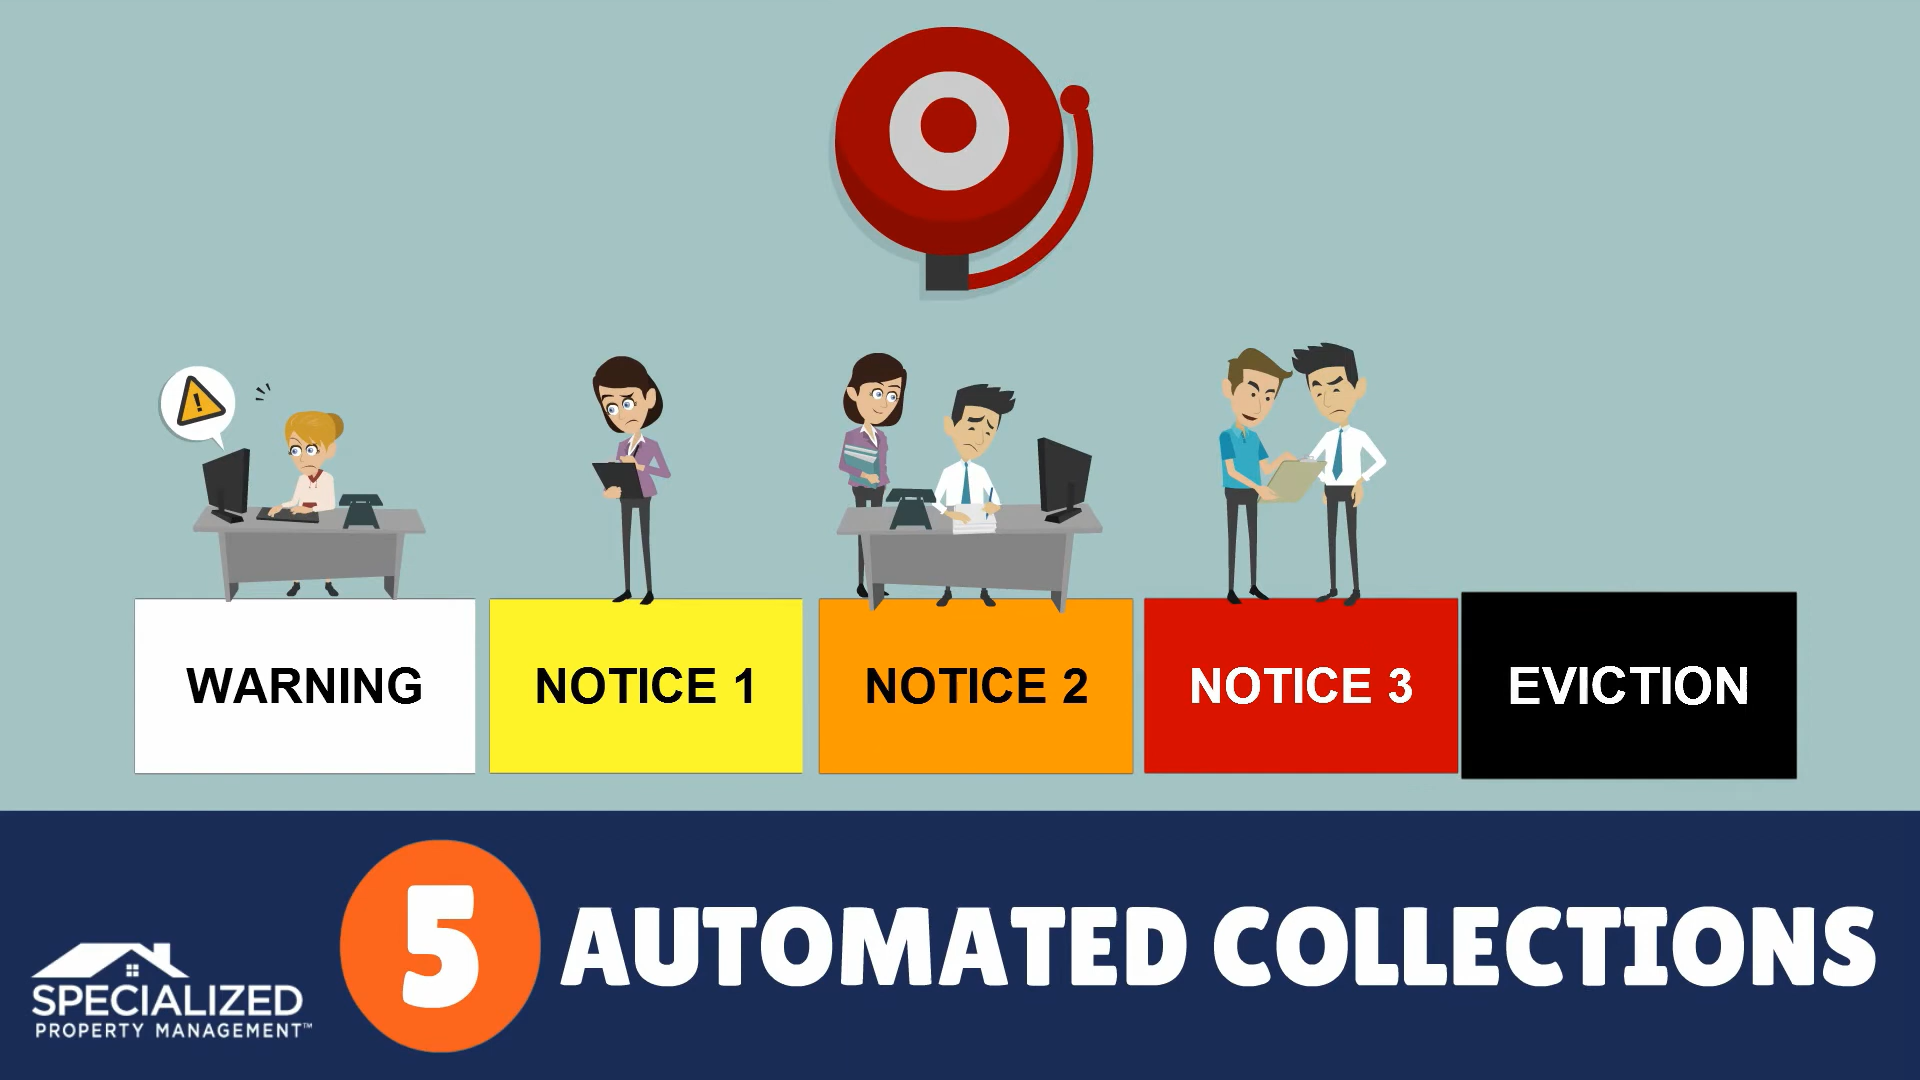 !
WARNING
NOTICE 1
NOTICE 2
NOTICE 3
EVICTION
5 AUTOMATED COLLECTIONS
SPECIALIZED
PROPERTY MANAGEMENT™